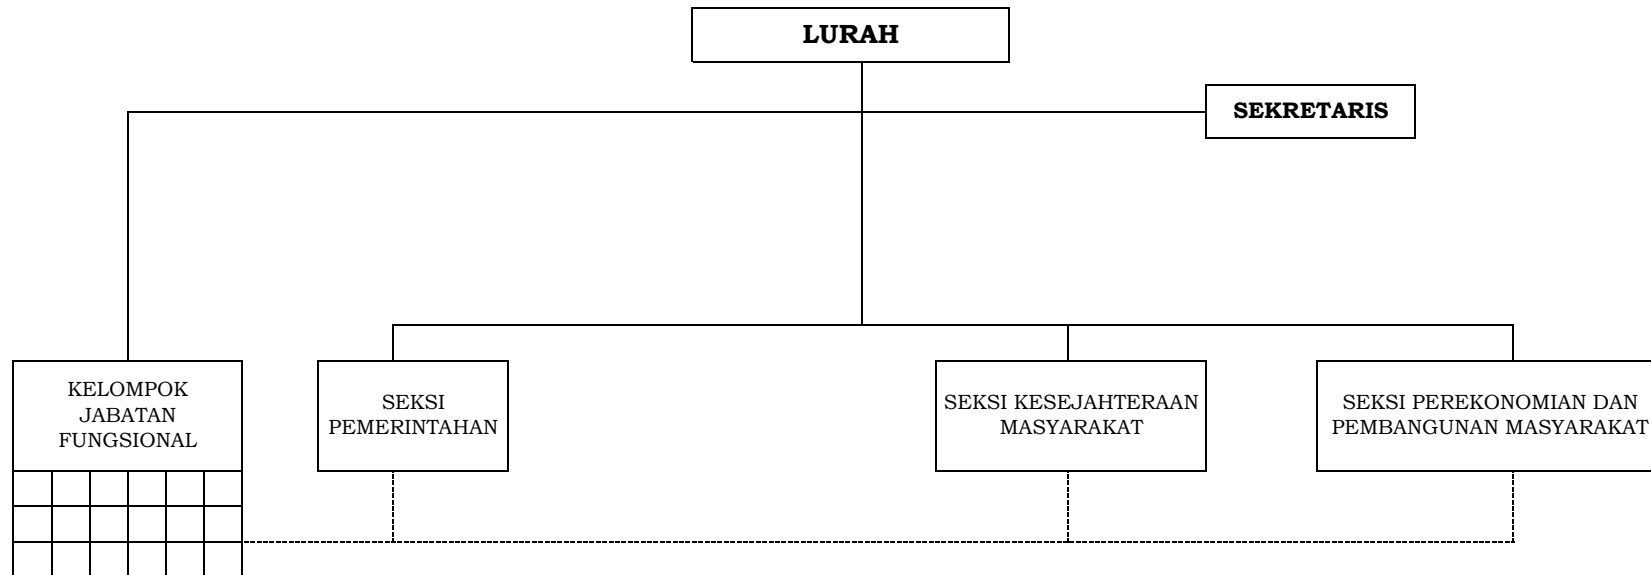 LURAH
SEKRETARIS
KELOMPOK
JABATAN
FUNGSIONAL
SEKSI
PEMERINTAHAN
SEKSI KESEJAHTERAAN
MASYARAKAT
SEKSI PEREKONOMIAN DAN
PEMBANGUNAN MASYARAKAT